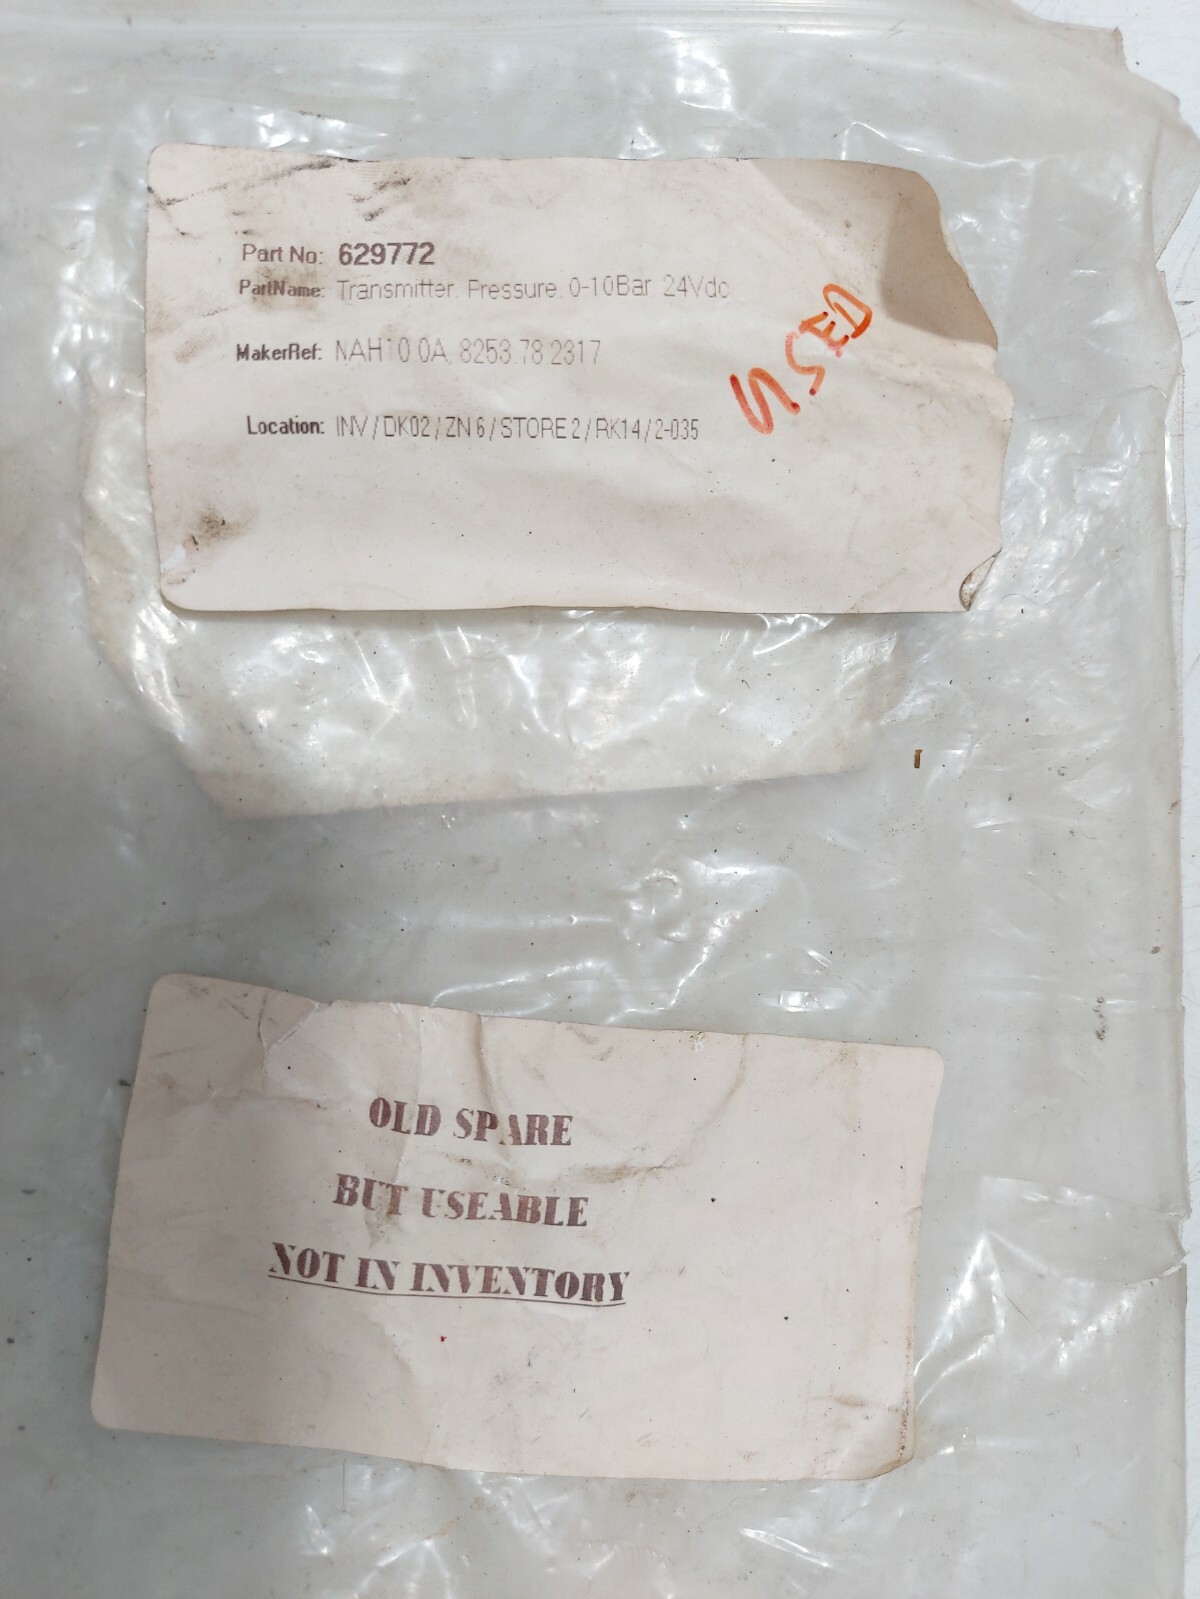 Part No: 629772
PartName: Transmitter. Pressure. 0-10Bar 24Vdc
MakerRef: NAH10.0A, 8253.78.2317
USED
Location: INV/DK02/ZN 6/STORE 2/RK14/2-035
OLD SPARE
BUT USEABLE
NOT IN INVENTORY